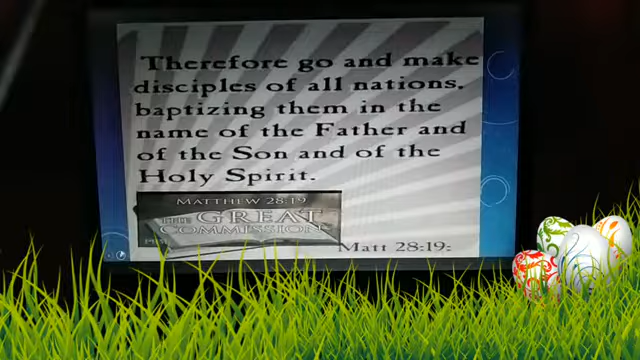 Therefore go and make
disciples of all nations,
baptizing them in the
name of the Father and
of the Son and of the
Holy Spirit.
MATTHEW 28:19
THE GREAT
COMMISSION
Matt 28:19: